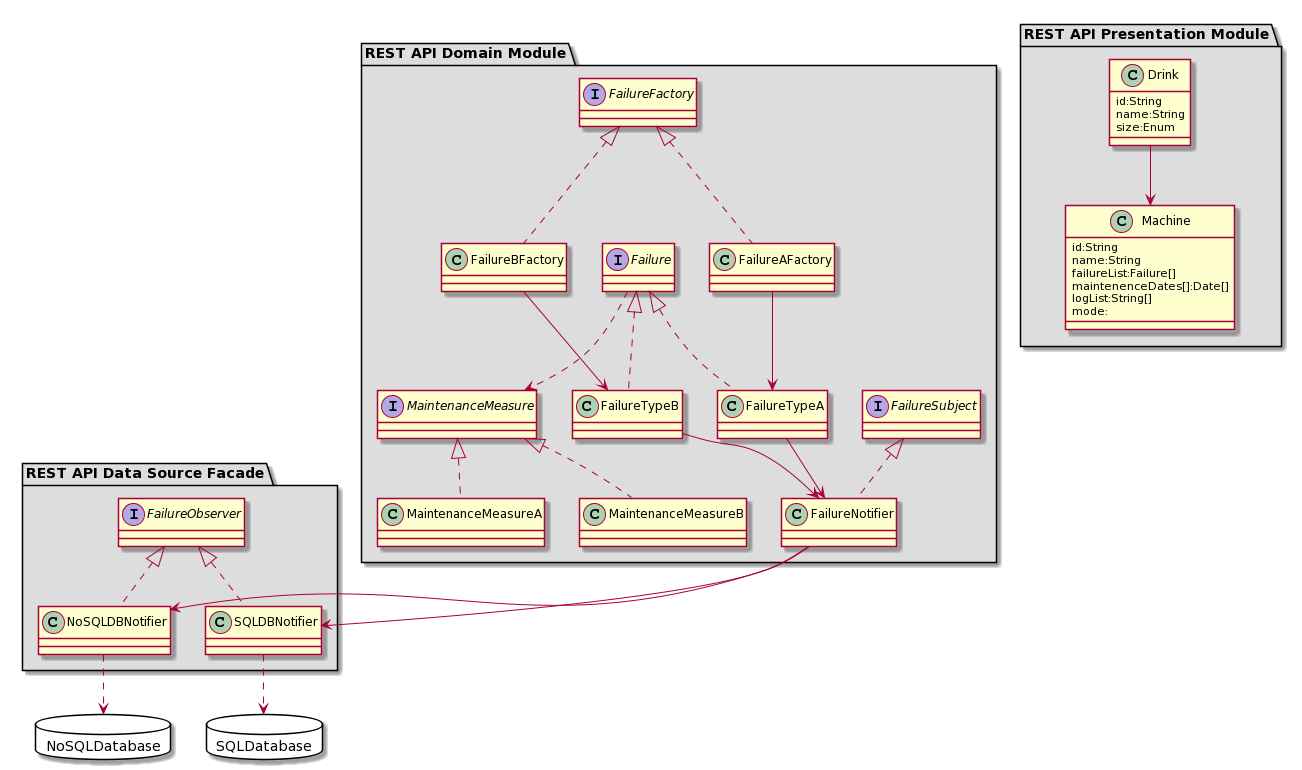 REST API Presentation Module
C Drink
id:String
name:String
size:Enum
C Machine
id:String
name:String
failureList:Failure[]
maintenenceDates[]:Date[]
logList:String[]
mode:
REST API Domain Module
I FailureFactory
C FailureBFactory
I Failure
C FailureAFactory
I MaintenanceMeasure
C FailureTypeB
C FailureTypeA
I FailureSubject
C MaintenanceMeasureA
C MaintenanceMeasureB
C FailureNotifier
REST API Data Source Facade
I FailureObserver
C NoSQLDBNotifier
C SQLDBNotifier
NoSQLDatabase
SQLDatabase